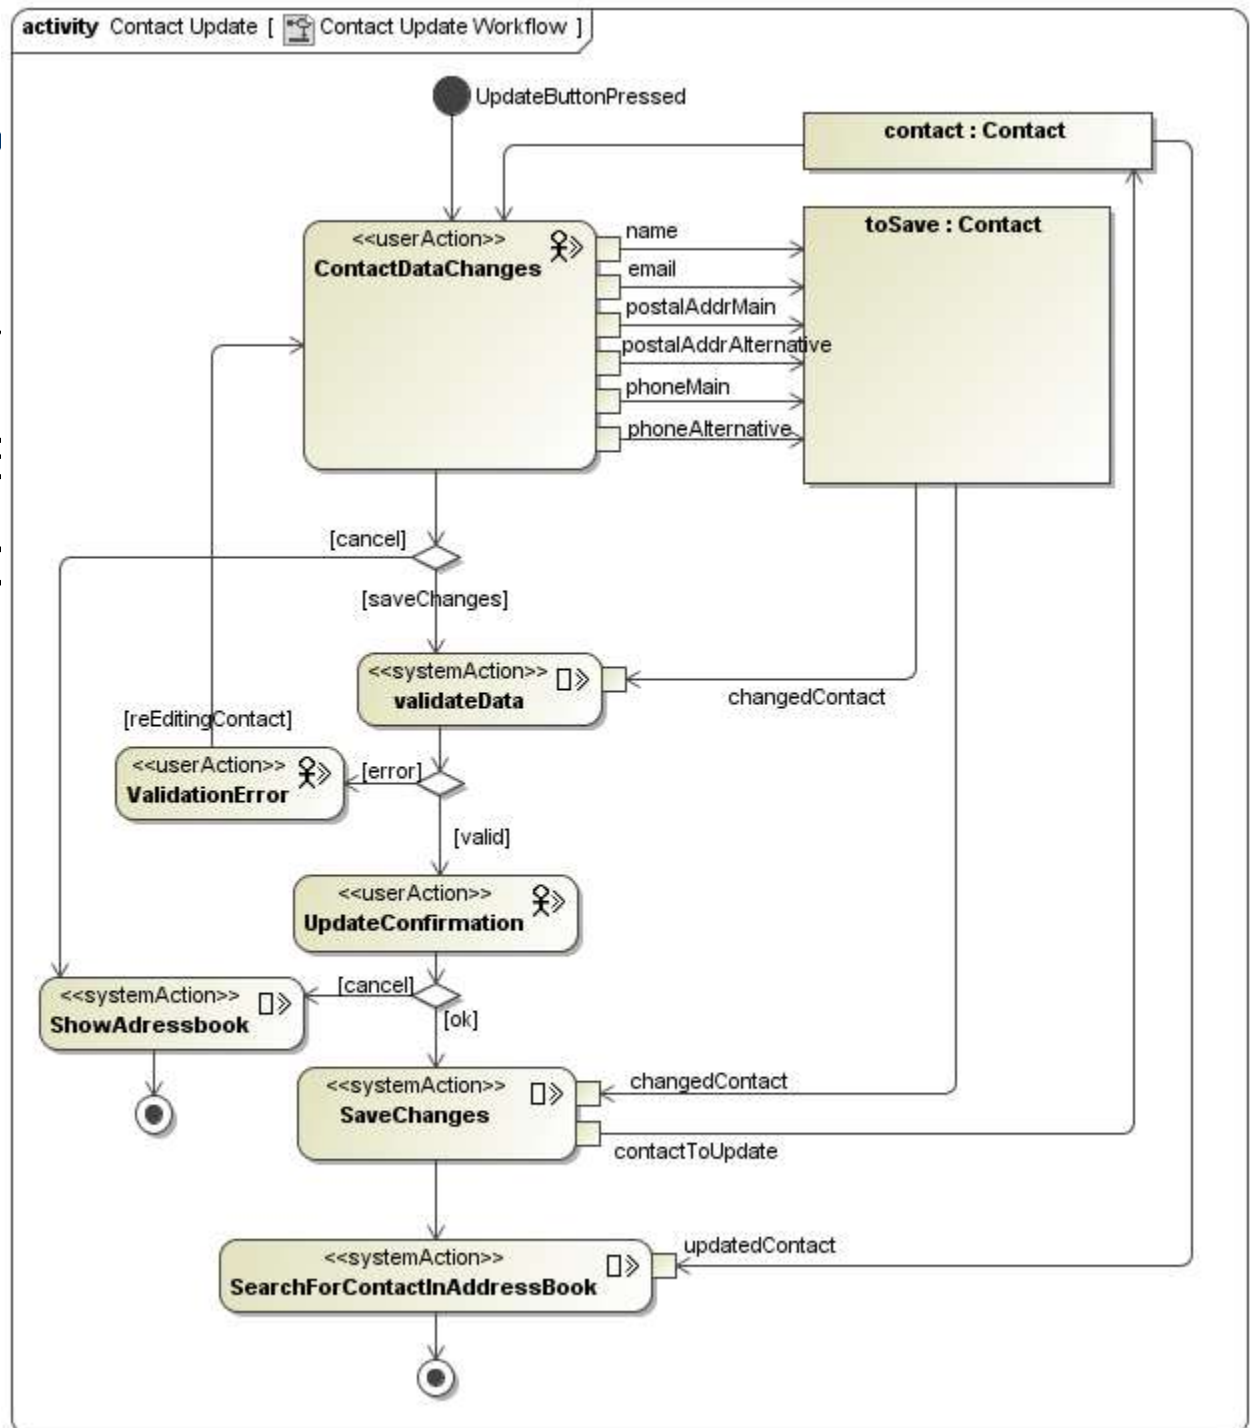 activity Contact Update [ Contact Update Workflow ]
UpdateButtonPressed
contact : Contact
<<userAction>>
ContactDataChanges
name
email
postalAddrMain
postalAddrAlternative
phoneMain
phoneAlternative
toSave : Contact
[cancel]
[saveChanges]
<<systemAction>>
validateData
changedContact
[reEditingContact]
<<userAction>>
ValidationError
[error]
[valid]
<<userAction>>
UpdateConfirmation
[cancel]
[ok]
<<systemAction>>
ShowAdressbook
<<systemAction>>
SaveChanges
changedContact
contactToUpdate
<<systemAction>>
SearchForContactInAddressBook
updatedContact